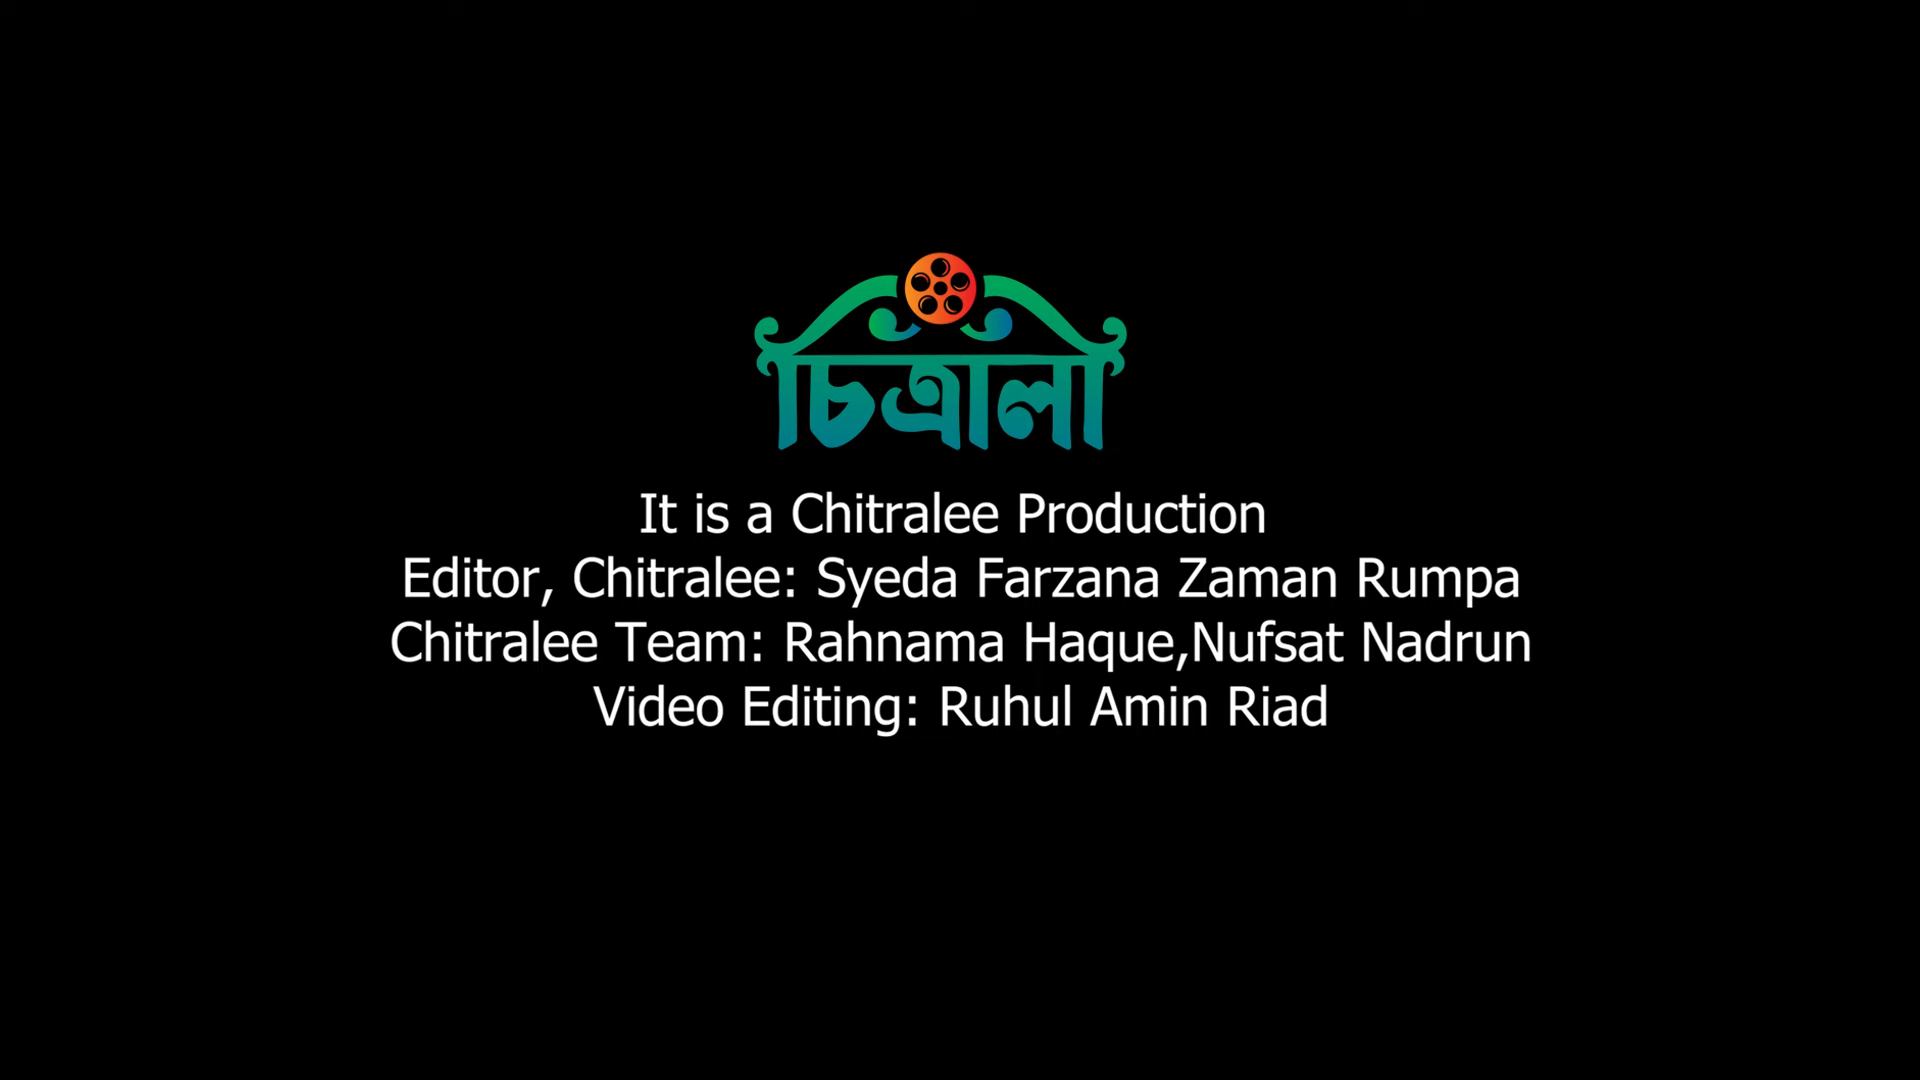 চিত্রালী
It is a Chitralee Production
Editor, Chitralee: Syeda Farzana Zaman Rumpa
Chitralee Team: Rahnama Haque,Nufsat Nadrun
Video Editing: Ruhul Amin Riad